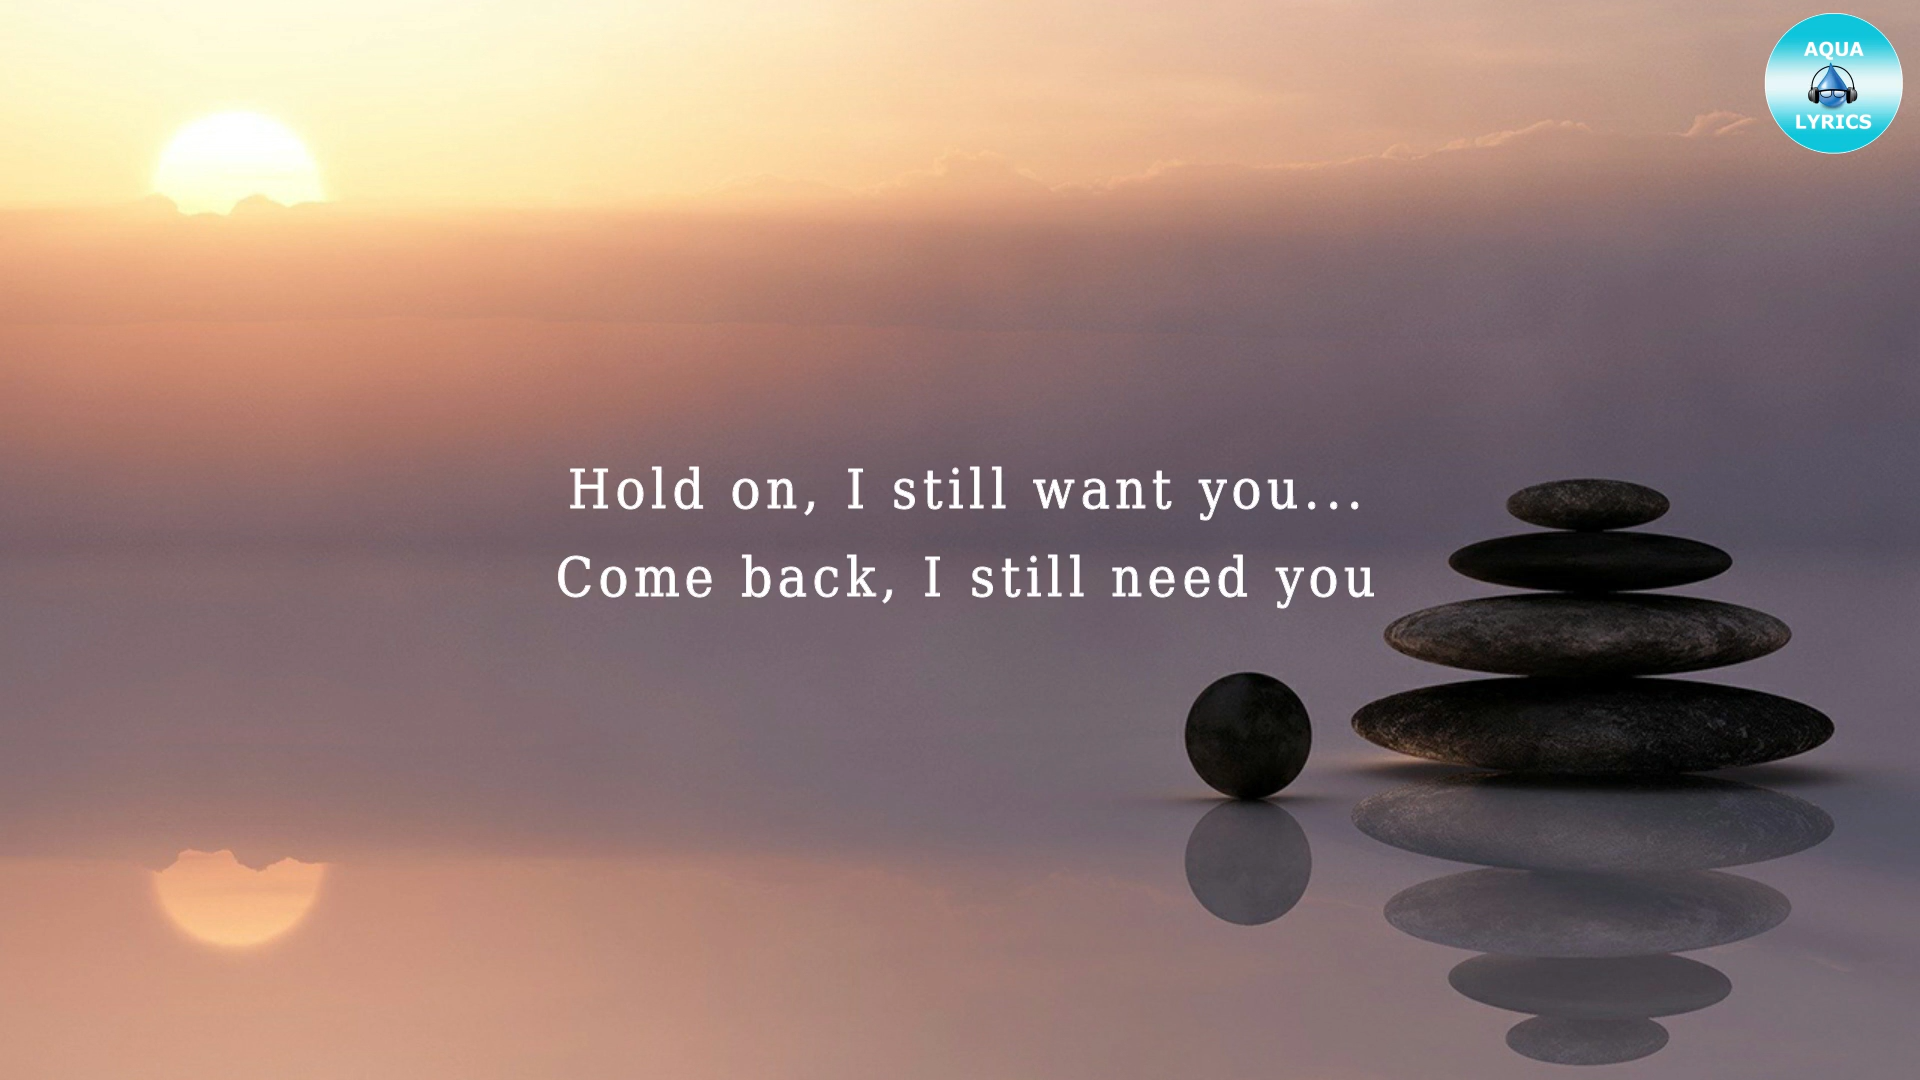 AQUA
LYRICS
Hold on, I still want you...
Come back, I still need you